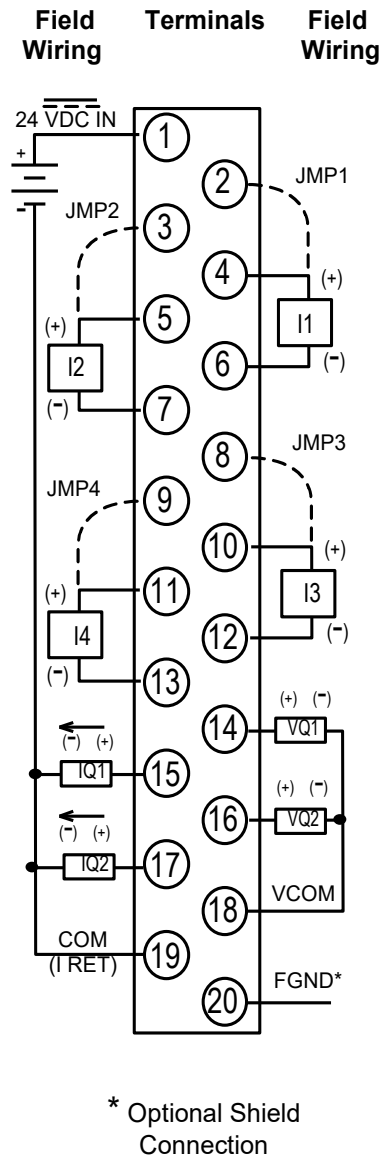 Field Wiring
Terminals
Field Wiring
24 VDC IN
+
-
1
2
JMP1
JMP2
3
4
(+)
I1
(-)
6
5
(+)
I2
(-)
7
8
JMP3
JMP4
9
10
(+)
I3
(-)
12
11
(+)
I4
(-)
13
14
(+) (-)
VQ1
(-) (+)
IQ1
15
16
(+) (-)
VQ2
(-) (+)
IQ2
17
VCOM
18
COM
(I RET)
19
20
FGND*
* Optional Shield
Connection